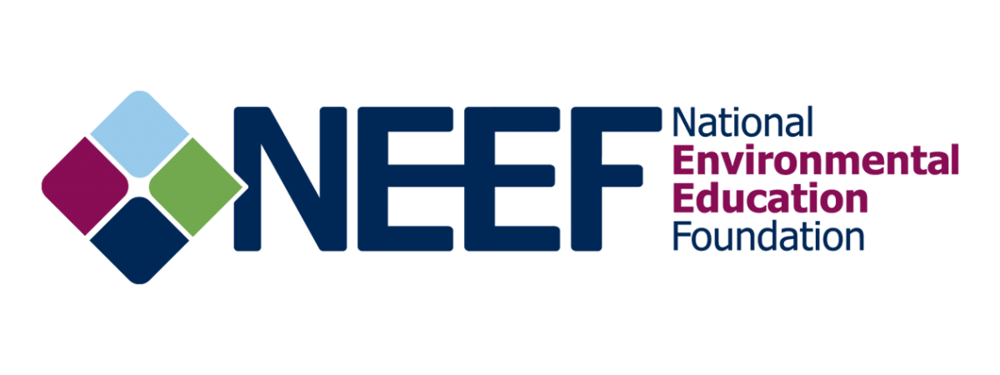 NEEF
National
Environmental
Education
Foundation